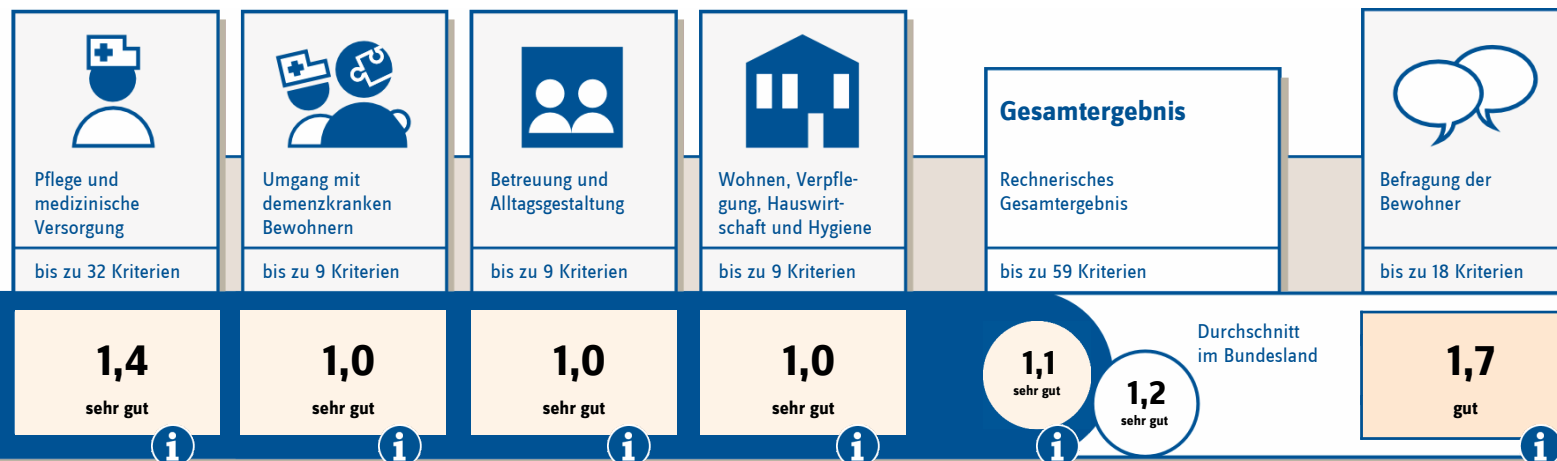 Pflege und
medizinische
Versorgung
bis zu 32 Kriterien
1,4
sehr gut
i
Umgang mit
demenzkranken
Bewohnern
bis zu 9 Kriterien
1,0
sehr gut
i
Betreuung und
Alltagsgestaltung
bis zu 9 Kriterien
1,0
sehr gut
i
Wohnen, Verpfle-
gung, Hauswirt-
schaft und Hygiene
bis zu 9 Kriterien
1,0
sehr gut
i
Gesamtergebnis
Rechnerisches
Gesamtergebnis
bis zu 59 Kriterien
1,1
sehr gut
i
Durchschnitt
im Bundesland
1,2
sehr gut
Befragung der
Bewohner
bis zu 18 Kriterien
1,7
gut
i